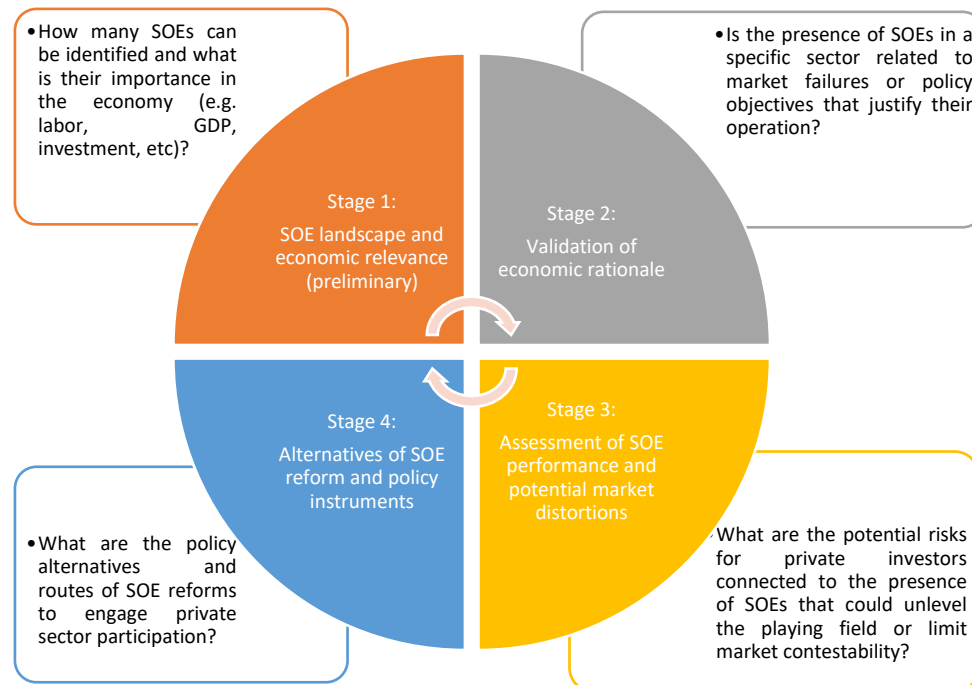 •How many SOEs can
be identified and what
is their importance in
the economy (e.g.
labor, GDP,
investment, etc)?
•Is the presence of SOEs in a
specific sector related to
market failures or policy
objectives that justify their
operation?
Stage 1:
SOE landscape and
economic relevance
(preliminary)
Stage 2:
Validation of
economic rationale
Stage 4:
Alternatives of SOE
reform and policy
instruments
Stage 3:
Assessment of SOE
performance and
potential market
distortions
•What are the policy
alternatives and
routes of SOE reforms
to engage private
sector participation?
•What are the potential risks
for private investors
connected to the presence
of SOEs that could unlevel
the playing field or limit
market contestability?